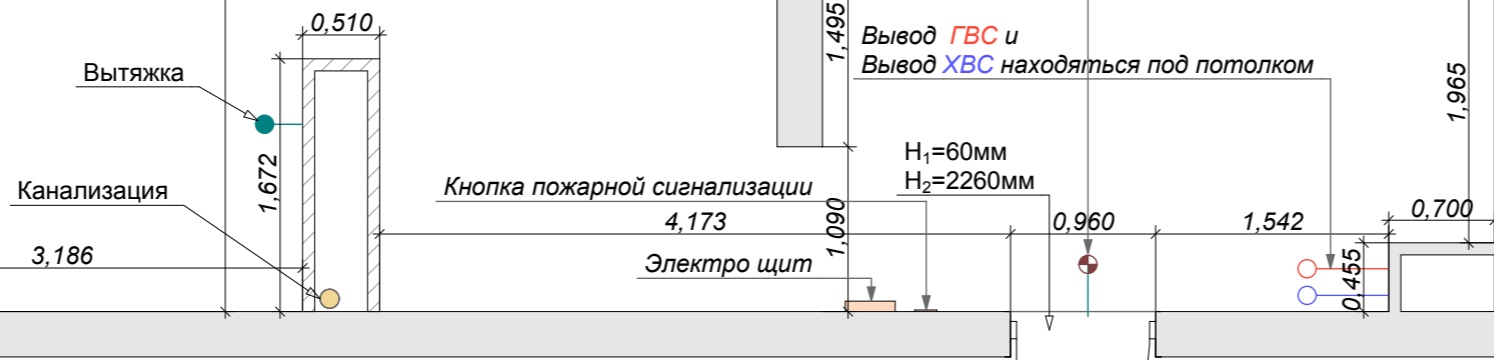 0,510
1,495
Вывод ГВС и
Вывод ХВС находяться под потолком
Вытяжка
1,965
1,672
H₁=60мм
H₂=2260мм
Канализация
Кнопка пожарной сигнализации
4,173
1,090
0,960
1,542
0,700
3,186
Электро щит
0,455